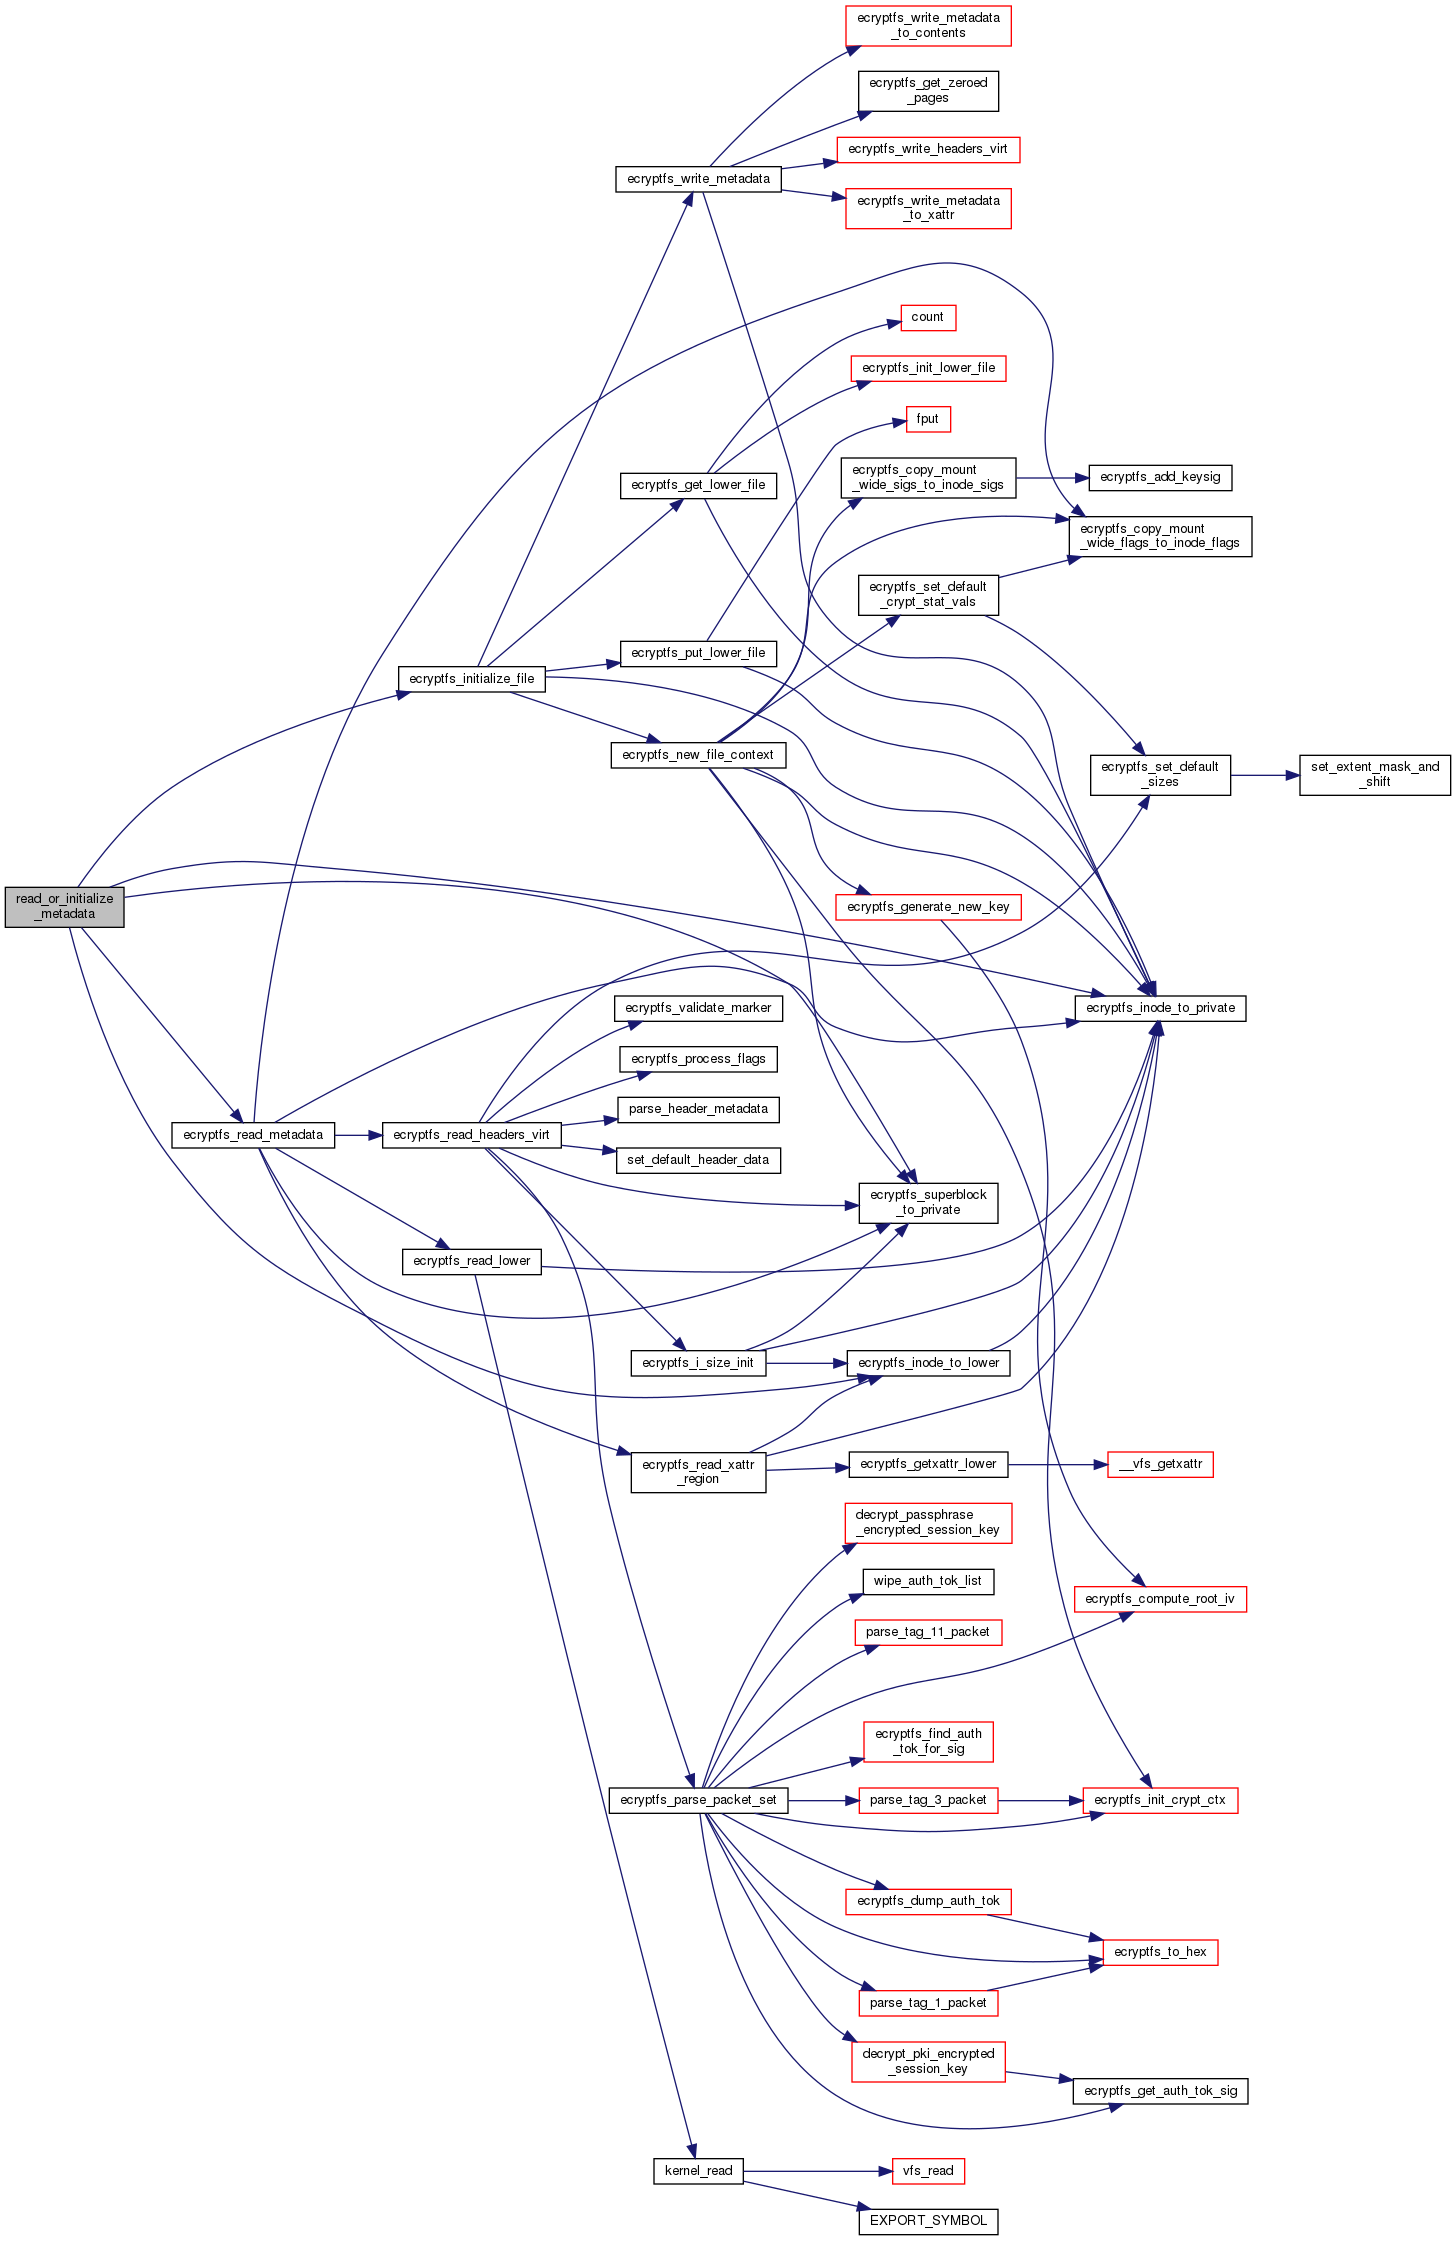 ecryptfs_write_metadata
_to_contents
ecryptfs_get_zeroed
_pages
ecryptfs_write_headers_virt
ecryptfs_write_metadata
ecryptfs_write_metadata
_to_xattr
count
ecryptfs_init_lower_file
fput
ecryptfs_copy_mount
_wide_sigs_to_inode_sigs
ecryptfs_add_keysig
ecryptfs_get_lower_file
ecryptfs_copy_mount
_wide_flags_to_inode_flags
ecryptfs_set_default
_crypt_stat_vals
ecryptfs_put_lower_file
ecryptfs_initialize_file
ecryptfs_new_file_context
ecryptfs_set_default
_sizes
set_extent_mask_and
_shift
read_or_initialize
_metadata
ecryptfs_generate_new_key
ecryptfs_validate_marker
ecryptfs_inode_to_private
ecryptfs_process_flags
parse_header_metadata
ecryptfs_read_metadata
ecryptfs_read_headers_virt
set_default_header_data
ecryptfs_superblock
_to_private
ecryptfs_read_lower
ecryptfs_i_size_init
ecryptfs_inode_to_lower
ecryptfs_read_xattr
_region
ecryptfs_getxattr_lower
__vfs_getxattr
decrypt_passphrase
_encrypted_session_key
wipe_auth_tok_list
ecryptfs_compute_root_iv
parse_tag_11_packet
ecryptfs_find_auth
_tok_for_sig
ecryptfs_parse_packet_set
parse_tag_3_packet
ecryptfs_init_crypt_ctx
ecryptfs_dump_auth_tok
ecryptfs_to_hex
parse_tag_1_packet
decrypt_pki_encrypted
_session_key
ecryptfs_get_auth_tok_sig
kernel_read
vfs_read
EXPORT_SYMBOL